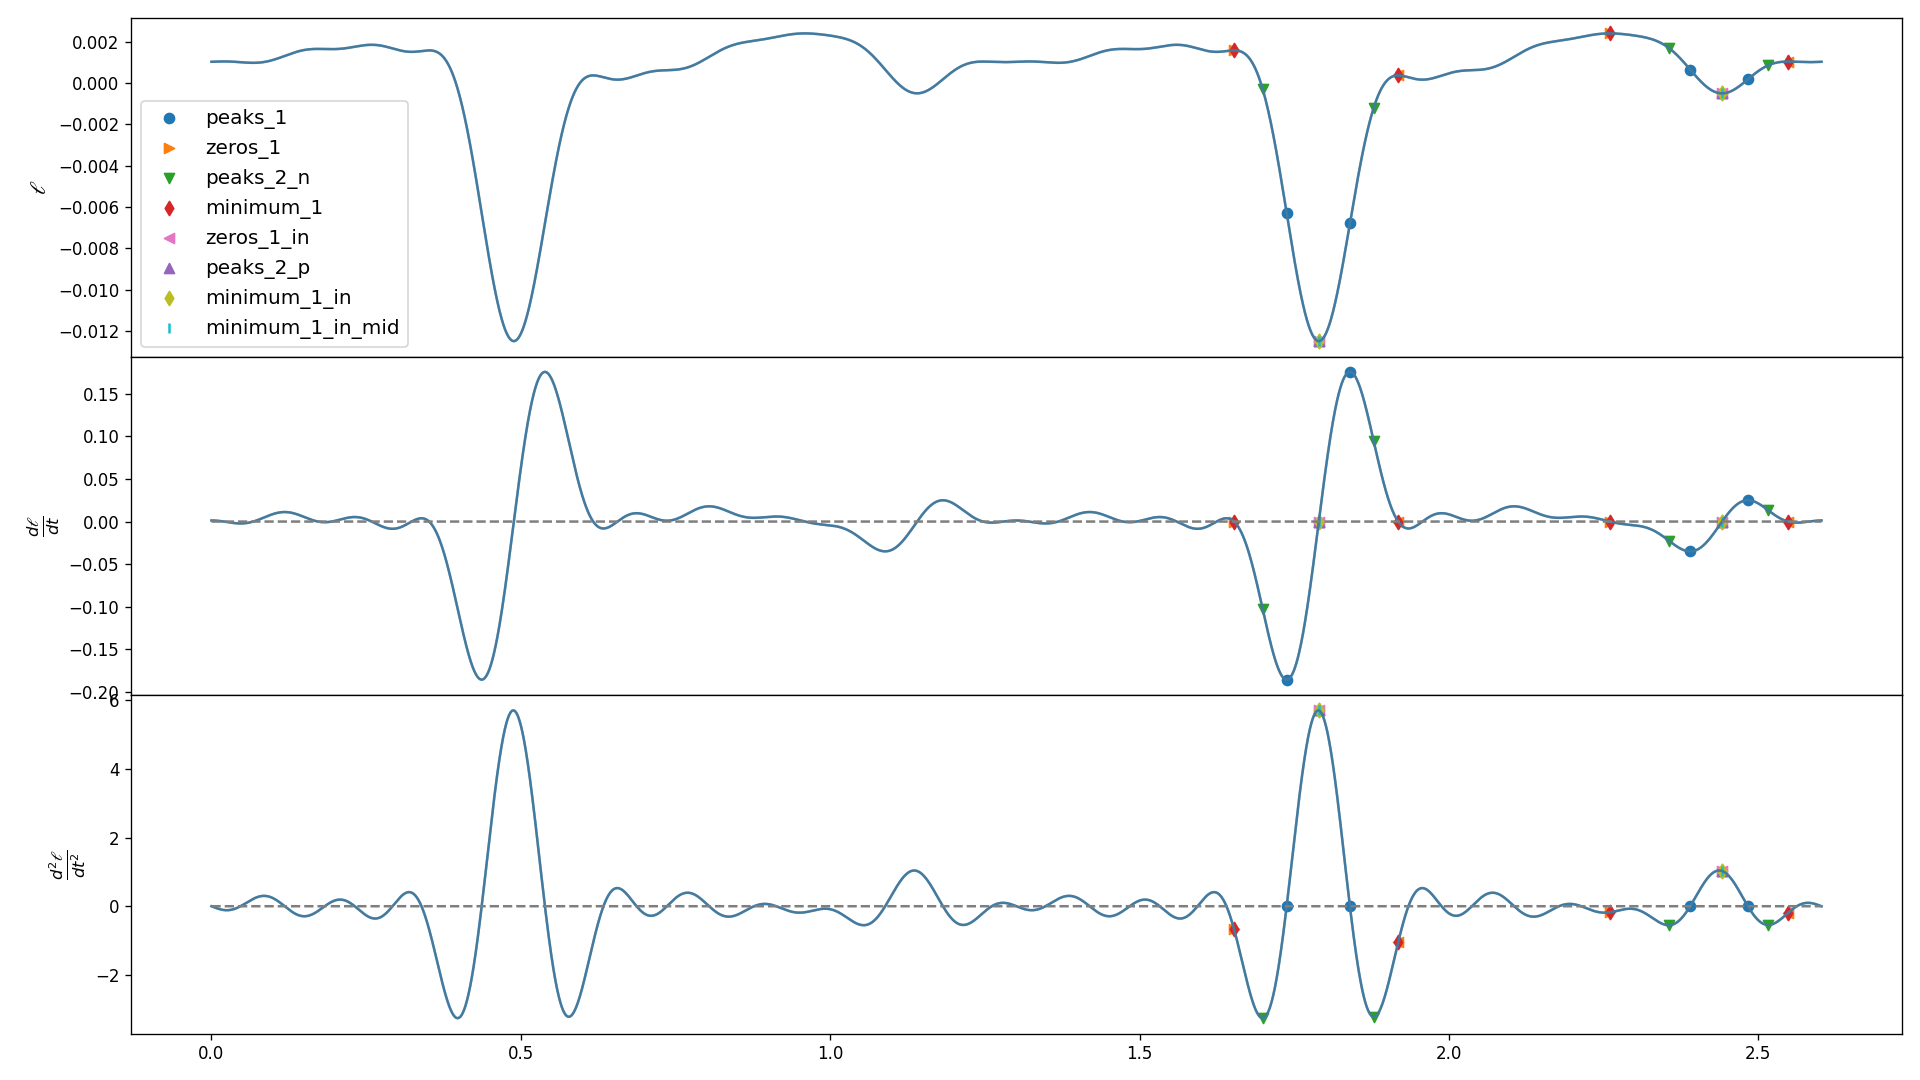 0.002
0.000
−0.002
−0.004
−0.006
−0.008
−0.010
−0.012
ℓ
peaks_1
zeros_1
peaks_2_n
minimum_1
zeros_1_in
peaks_2_p
minimum_1_in
minimum_1_in_mid
0.15
0.10
0.05
0.00
−0.05
−0.10
−0.15
−0.20
dℓ
dt
6
4
2
0
−2
d²ℓ
dt²
0.0 0.5 1.0 1.5 2.0 2.5